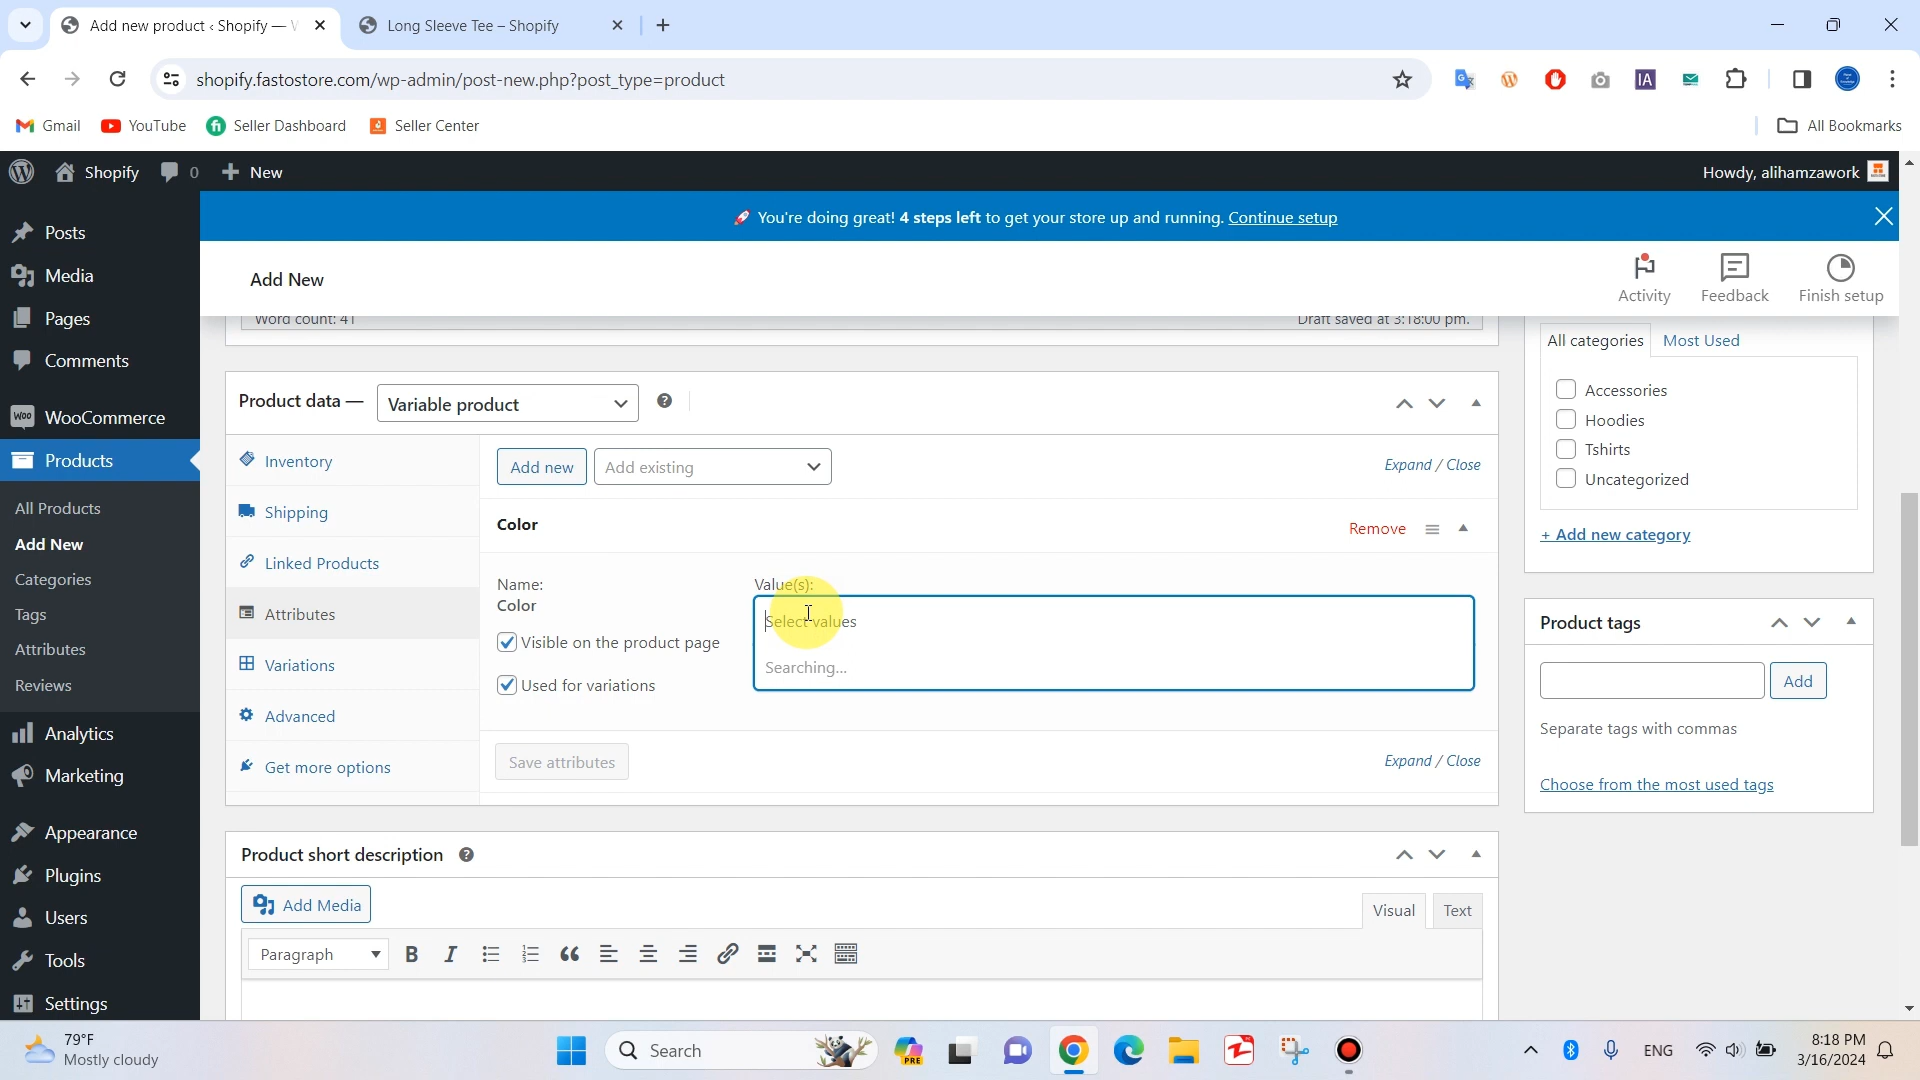 Add new product ‹ Shopify — W
Long Sleeve Tee – Shopify
shopify.fastostore.com/wp-admin/post-new.php?post_type=product
Gmail
YouTube
Seller Dashboard
Seller Center
All Bookmarks
Shopify
0
New
Howdy, alihamzawork
🚀 You're doing great! 4 steps left to get your store up and running. Continue setup
Add New
Activity
Feedback
Finish setup
Posts
Media
Pages
Comments
WooCommerce
Products
All Products
Add New
Categories
Tags
Attributes
Reviews
Analytics
Marketing
Appearance
Plugins
Users
Tools
Settings
Word count: 41
Draft saved at 3:18:00 pm.
Product data —
Variable product
Inventory
Shipping
Linked Products
Attributes
Variations
Advanced
Get more options
Add new
Add existing
Expand / Close
Color
Remove
Name:
Color
Visible on the product page
Used for variations
Value(s):
Select values
Searching…
Save attributes
Expand / Close
Product short description
Add Media
Visual
Text
Paragraph
All categories
Most Used
Accessories
Hoodies
Tshirts
Uncategorized
+ Add new category
Product tags
Add
Separate tags with commas
Choose from the most used tags
79°F
Mostly cloudy
Search
PRE
ENG
8:18 PM
3/16/2024